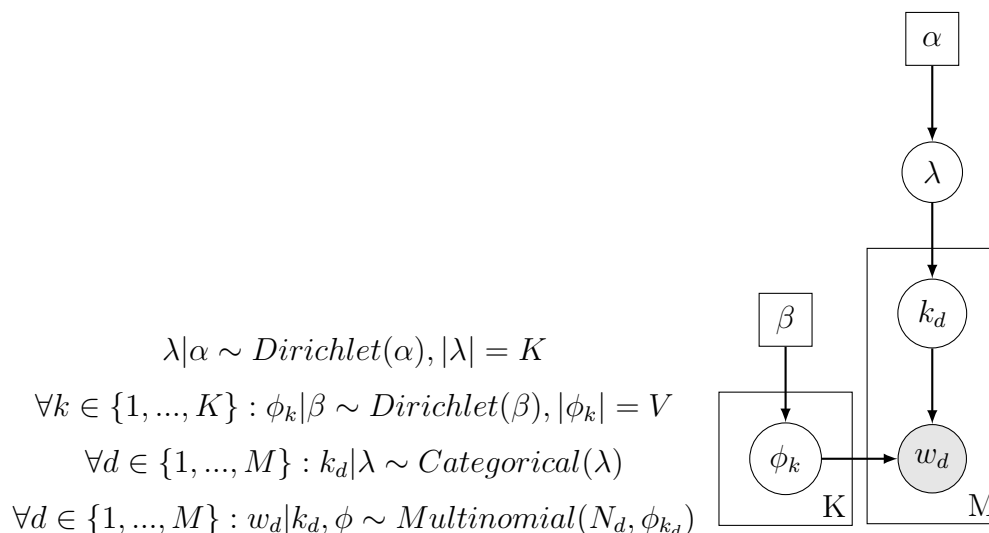 α
λ
k_d
β
λ|α ∼ Dirichlet(α), |λ| = K
∀k ∈ {1, ..., K} : ϕ_k|β ∼ Dirichlet(β), |ϕ_k| = V
∀d ∈ {1, ..., M} : k_d|λ ∼ Categorical(λ)
ϕ_k
w_d
∀d ∈ {1, ..., M} : w_d|k_d, ϕ ∼ Multinomial(N_d, ϕ_{k_d})
K
M